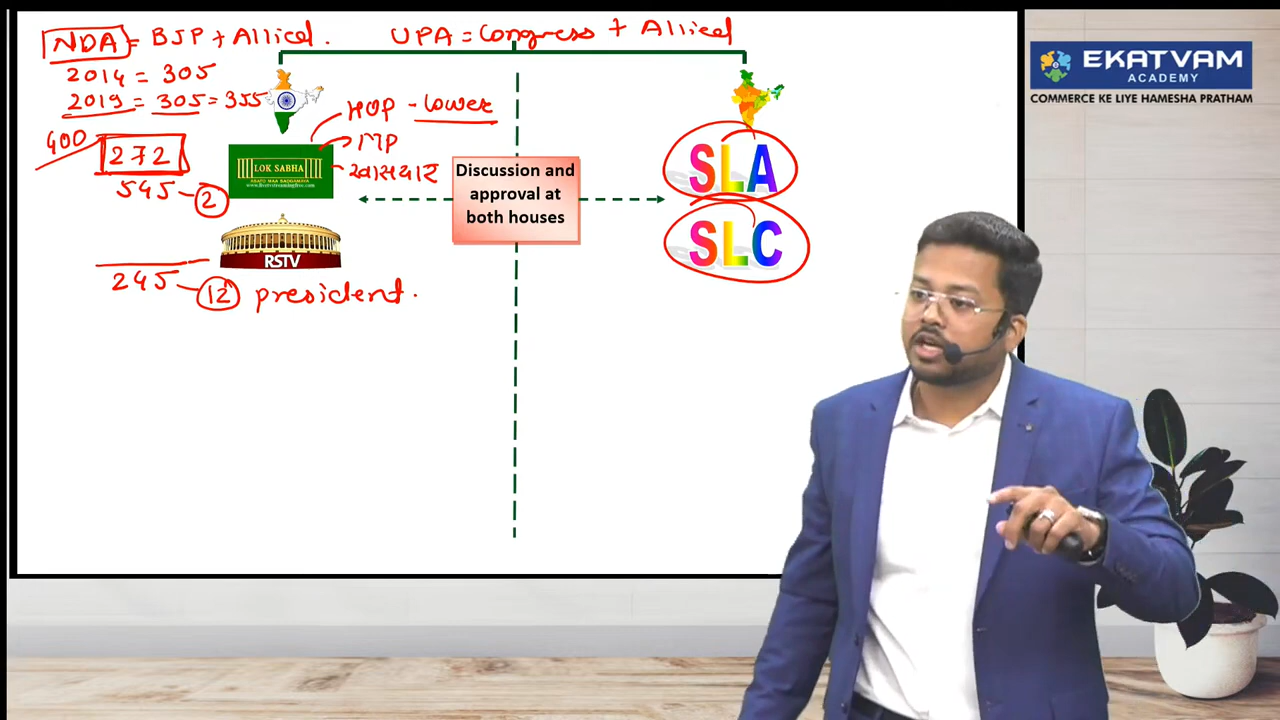 NDA = BJP + Allied. UPA = Congress + Allied
2014 = 305
2019 = 305 = 355
HOP - lower
400
272
MP
LOK SABHA
545 - 2
Discussion and
approval at
both houses
SLA
SLC
RSTV
245 - 12 president.
EKATVAM
ACADEMY
COMMERCE KE LIYE HAMESHA PRATHAM